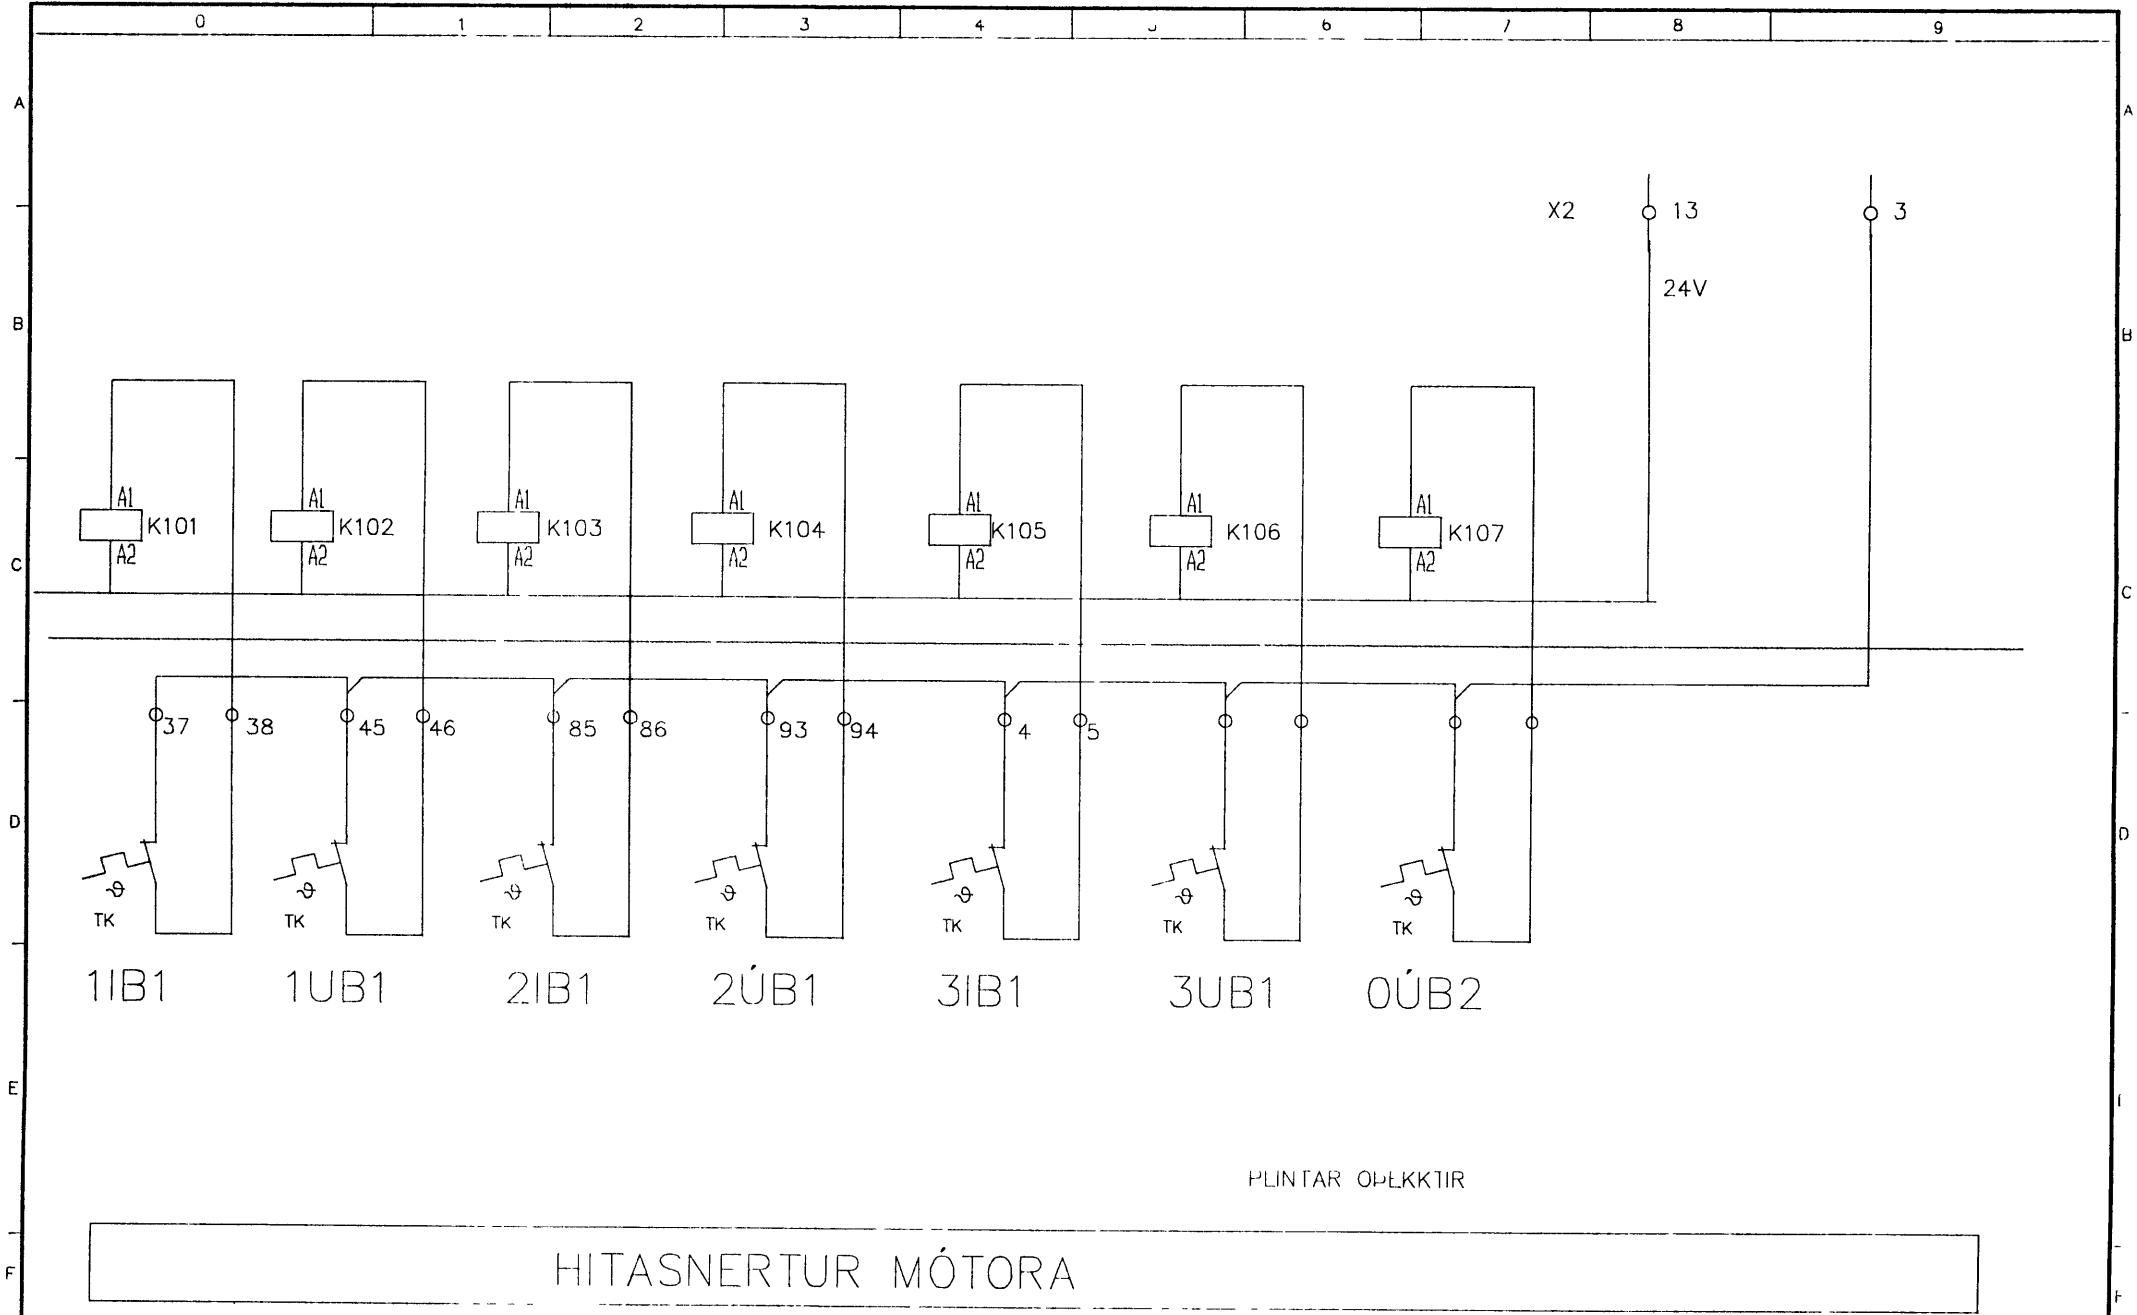 0 1 2 3 4 6 7 8 9
A A
X2 13 3
24V
B B
A1 A1 A1 A1 A1 A1 A1
K101 K102 K103 K104 K105 K106 K107
A2 A2 A2 A2 A2 A2 A2
C C
37 38 45 46 85 86 93 94 4 5
D D
ϑ ϑ ϑ ϑ ϑ ϑ ϑ
TK TK TK TK TK TK TK
1IB1 1UB1 2IB1 2ÚB1 3IB1 3UB1 0ÚB2
E
PLINTAR OÞEKKTIR
HITASNERTUR MÓTORA
F F